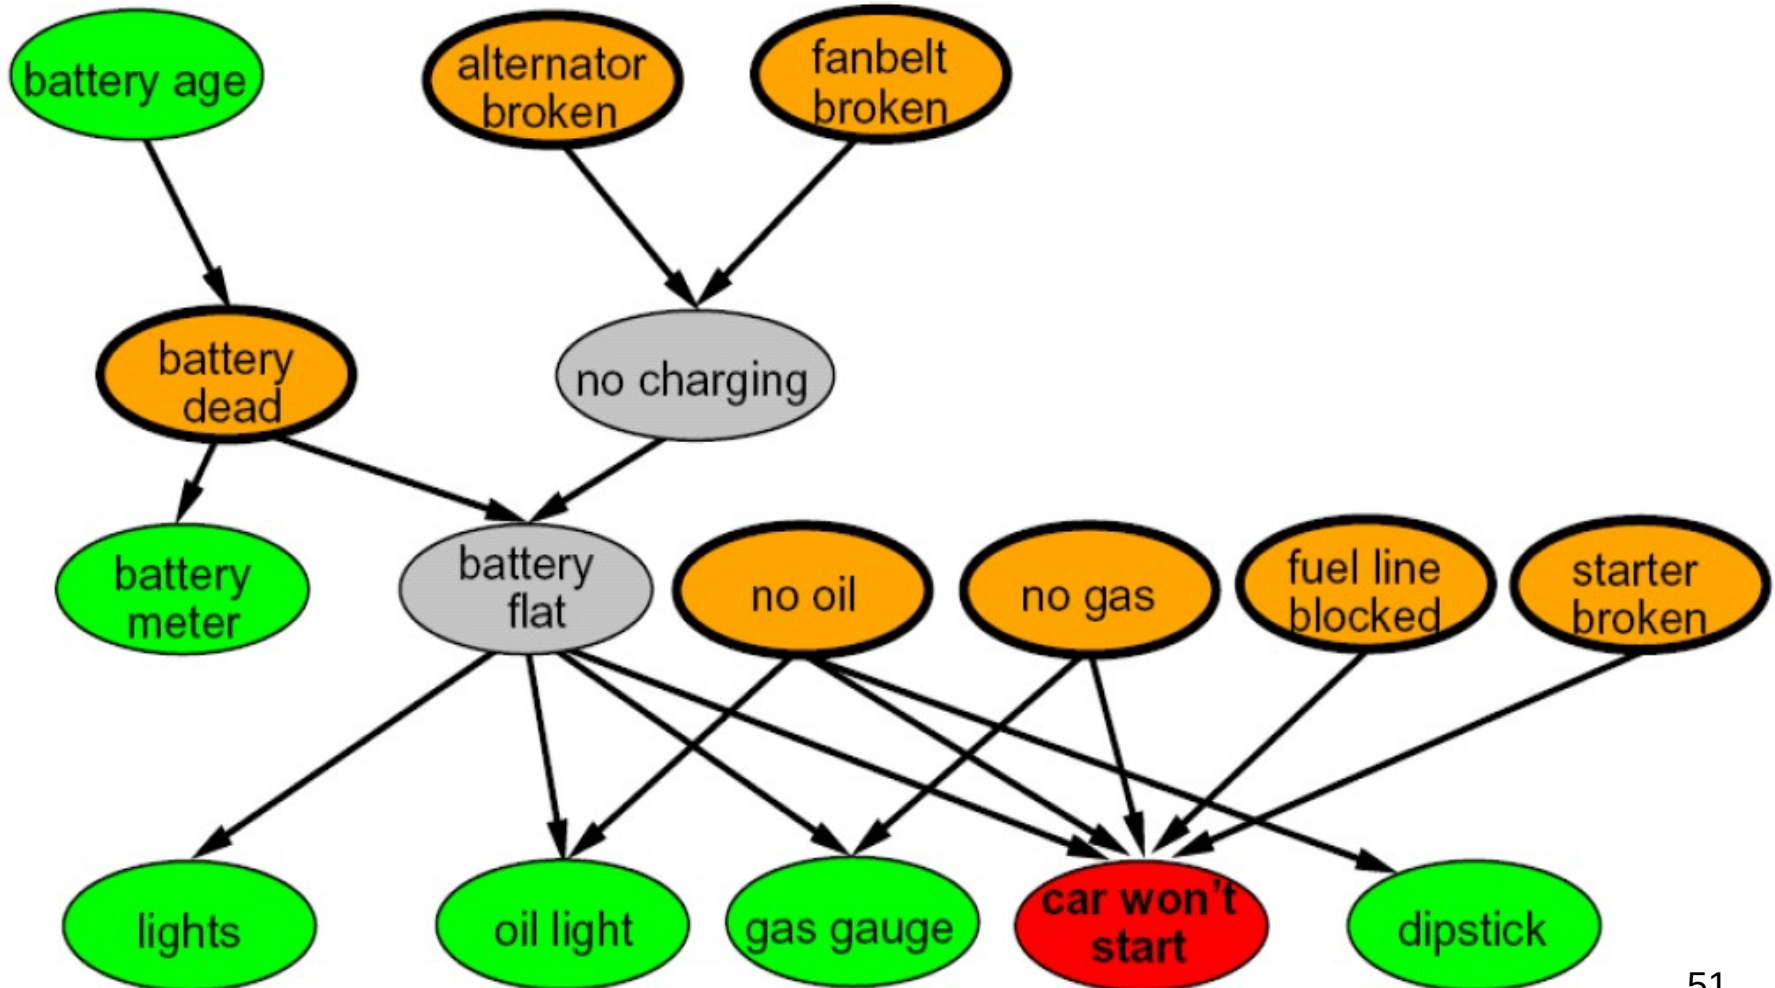 battery age
alternator
broken
fanbelt
broken
battery
dead
no charging
battery
meter
battery
flat
no oil
no gas
fuel line
blocked
starter
broken
lights
oil light
gas gauge
car won't
start
dipstick
51